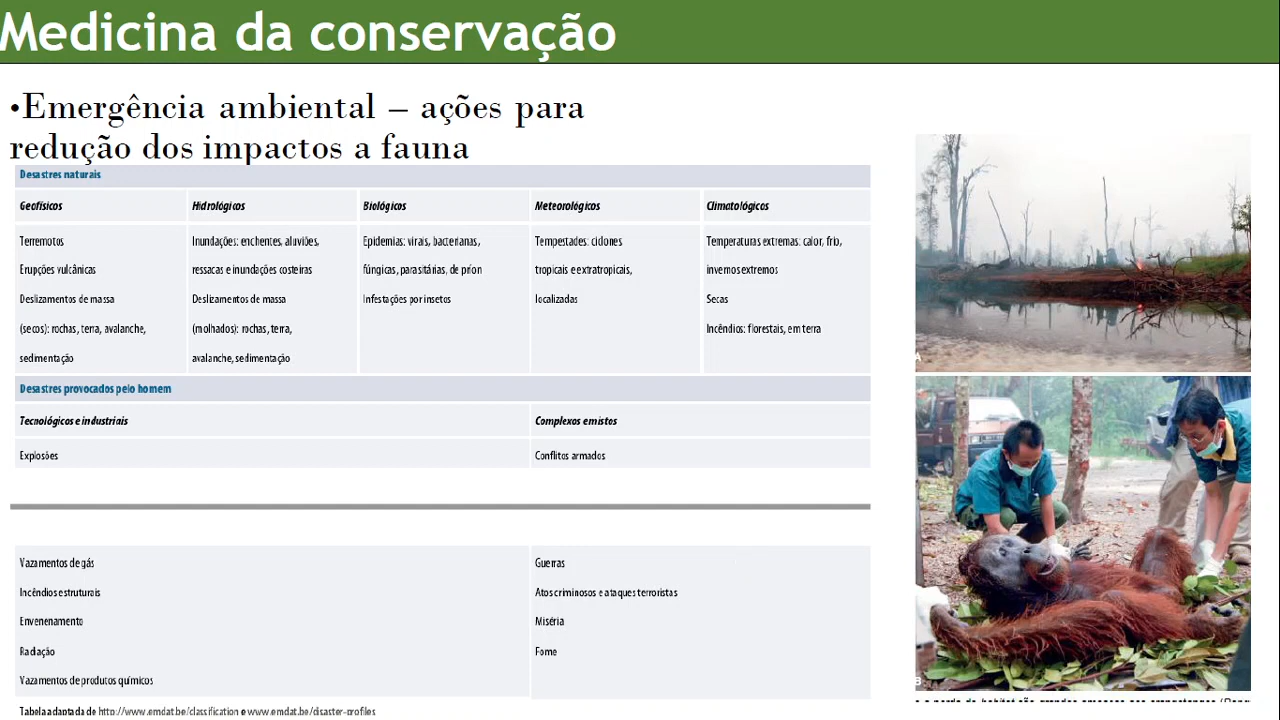 Medicina da conservação
•Emergência ambiental – ações para
redução dos impactos a fauna
Desastres naturais
Geofísicos
Hidrológicos
Biológicos
Meteorológicos
Climatológicos
Terremotos
Erupções vulcânicas
Deslizamentos de massa
(secos): rochas, terra, avalanche,
sedimentação
Inundações: enchentes, aluviões,
ressacas e inundações costeiras
Deslizamentos de massa
(molhados): rochas, terra,
avalanche, sedimentação
Epidemias: virais, bacterianas,
fúngicas, parasitárias, de príon
Infestações por insetos
Tempestades: ciclones
tropicais e extratropicais,
localizadas
Temperaturas extremas: calor, frio,
invernos extremos
Secas
Incêndios: florestais, em terra
Desastres provocados pelo homem
Tecnológicos e industriais
Complexos e mistos
Explosões
Conflitos armados
Vazamentos de gás
Incêndios estruturais
Envenenamento
Radiação
Vazamentos de produtos químicos
Guerras
Atos criminosos e ataques terroristas
Miséria
Fome
Tabela adaptada de http://www.emdat.be/classification e www.emdat.be/disaster-profiles
A
B